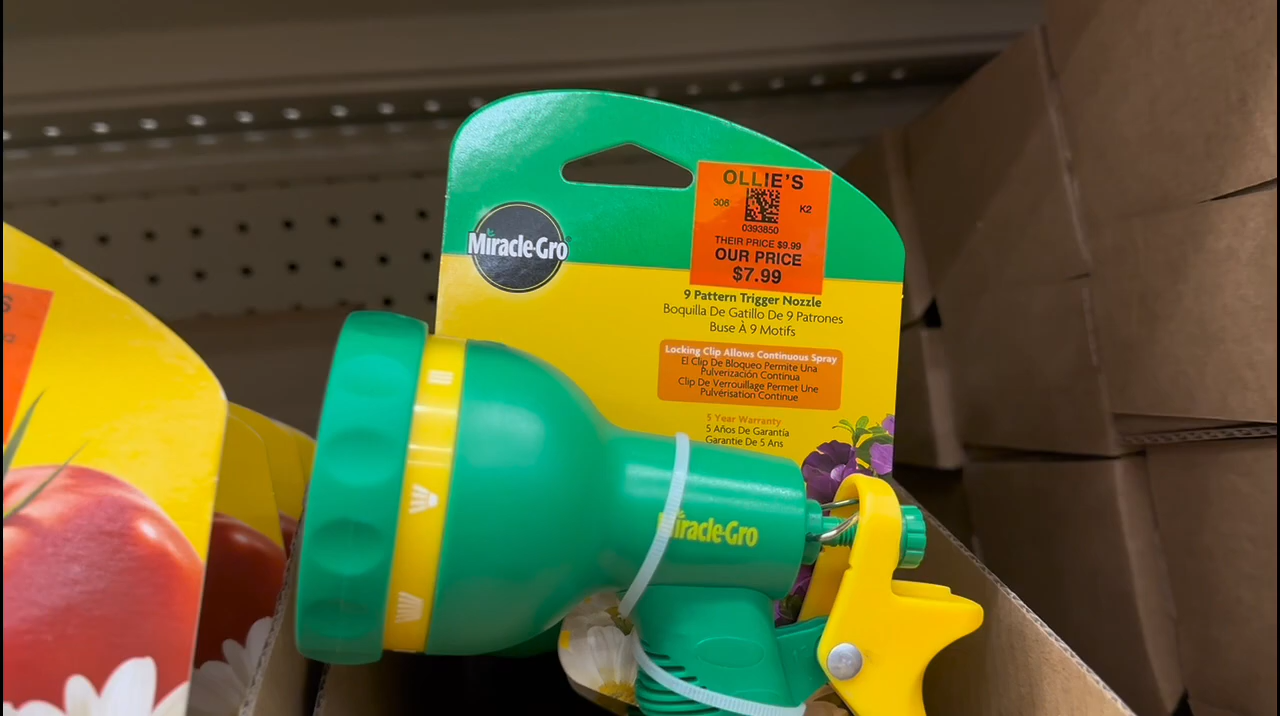 OLLIE'S
306 K2
0393850
THEIR PRICE $9.99
OUR PRICE
$7.99
Miracle-Gro
9 Pattern Trigger Nozzle
Boquilla De Gatillo De 9 Patrones
Buse À 9 Motifs
Locking Clip Allows Continuous Spray
El Clip De Bloqueo Permite Una
Pulverización Continua
Clip De Verrouillage Permet Une
Pulvérisation Continue
5 Year Warranty
5 Años De Garantía
Garantie De 5 Ans
Miracle-Gro